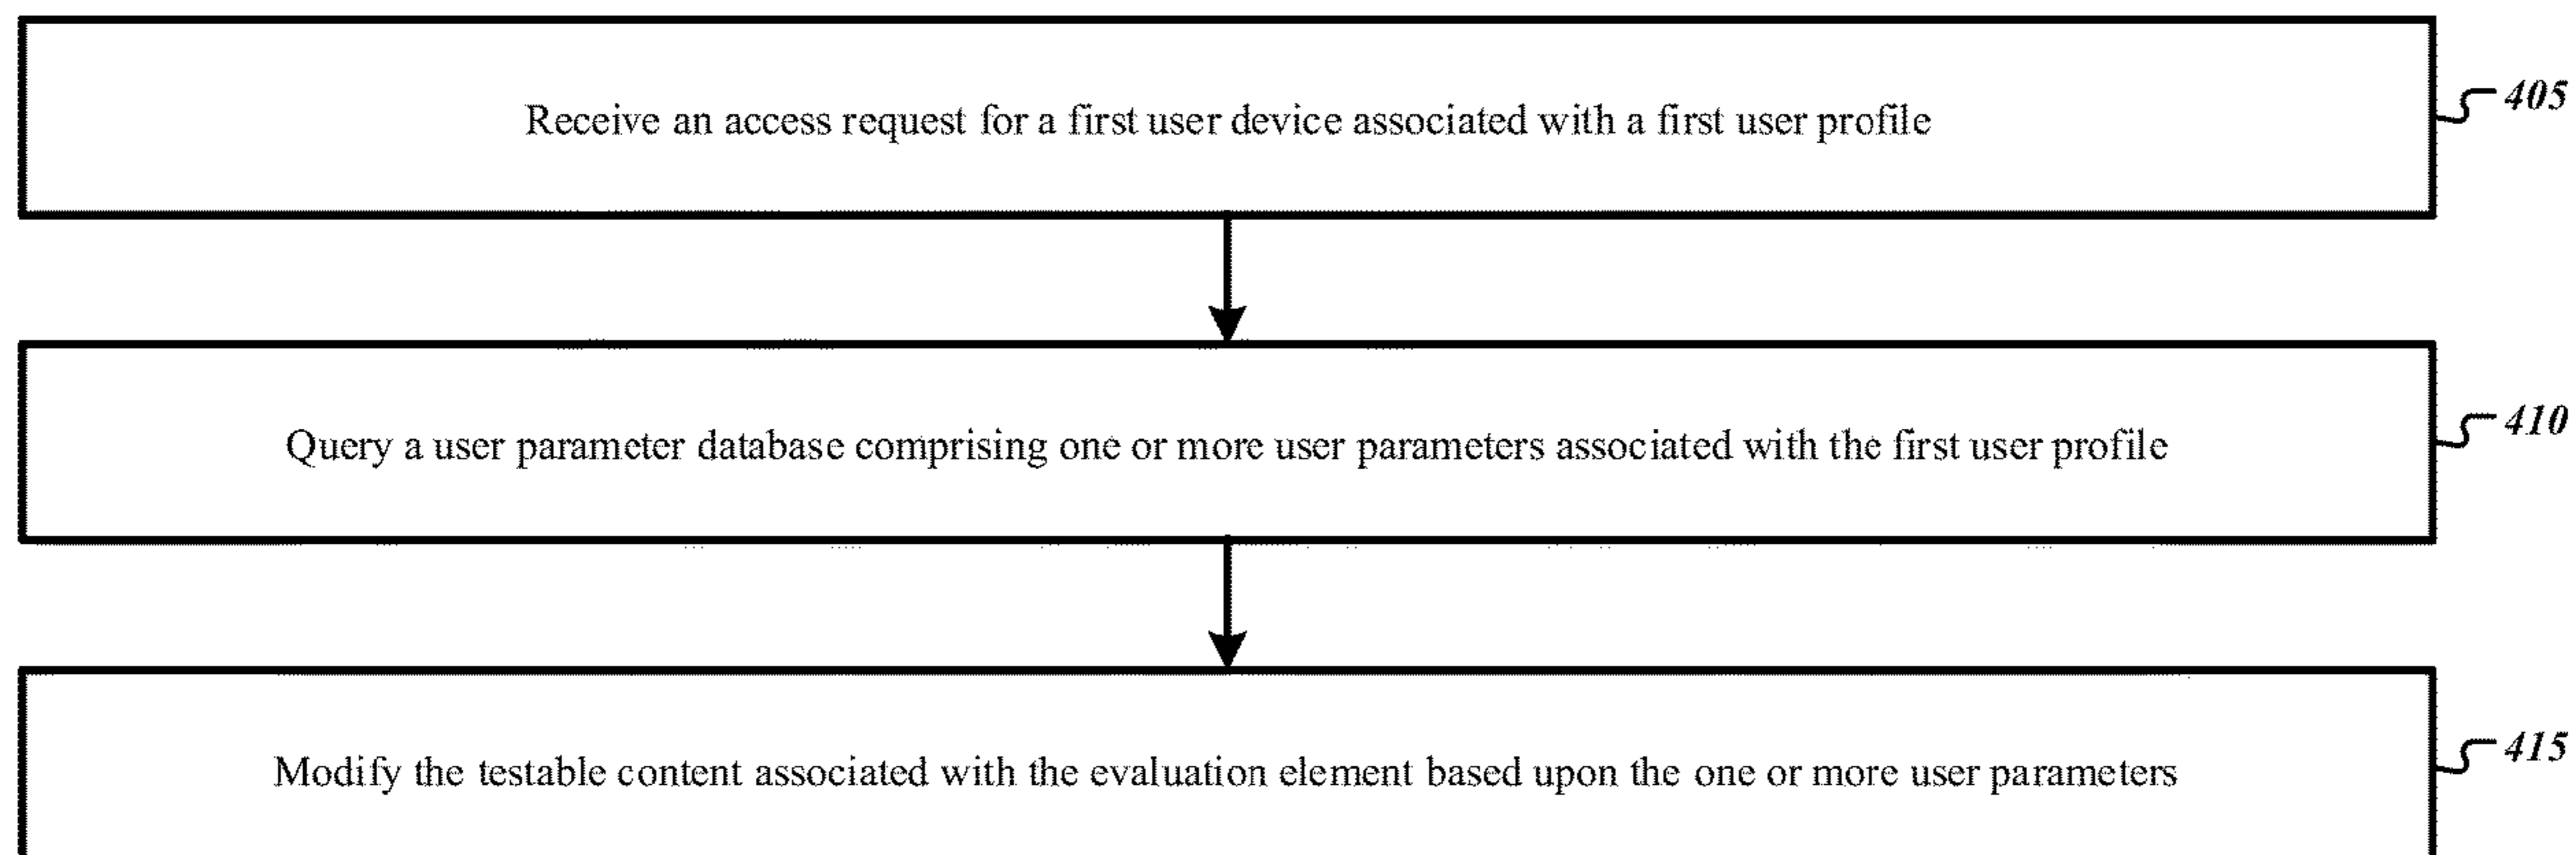 Receive an access request for a first user device associated with a first user profile
405
Query a user parameter database comprising one or more user parameters associated with the first user profile
410
Modify the testable content associated with the evaluation element based upon the one or more user parameters
415